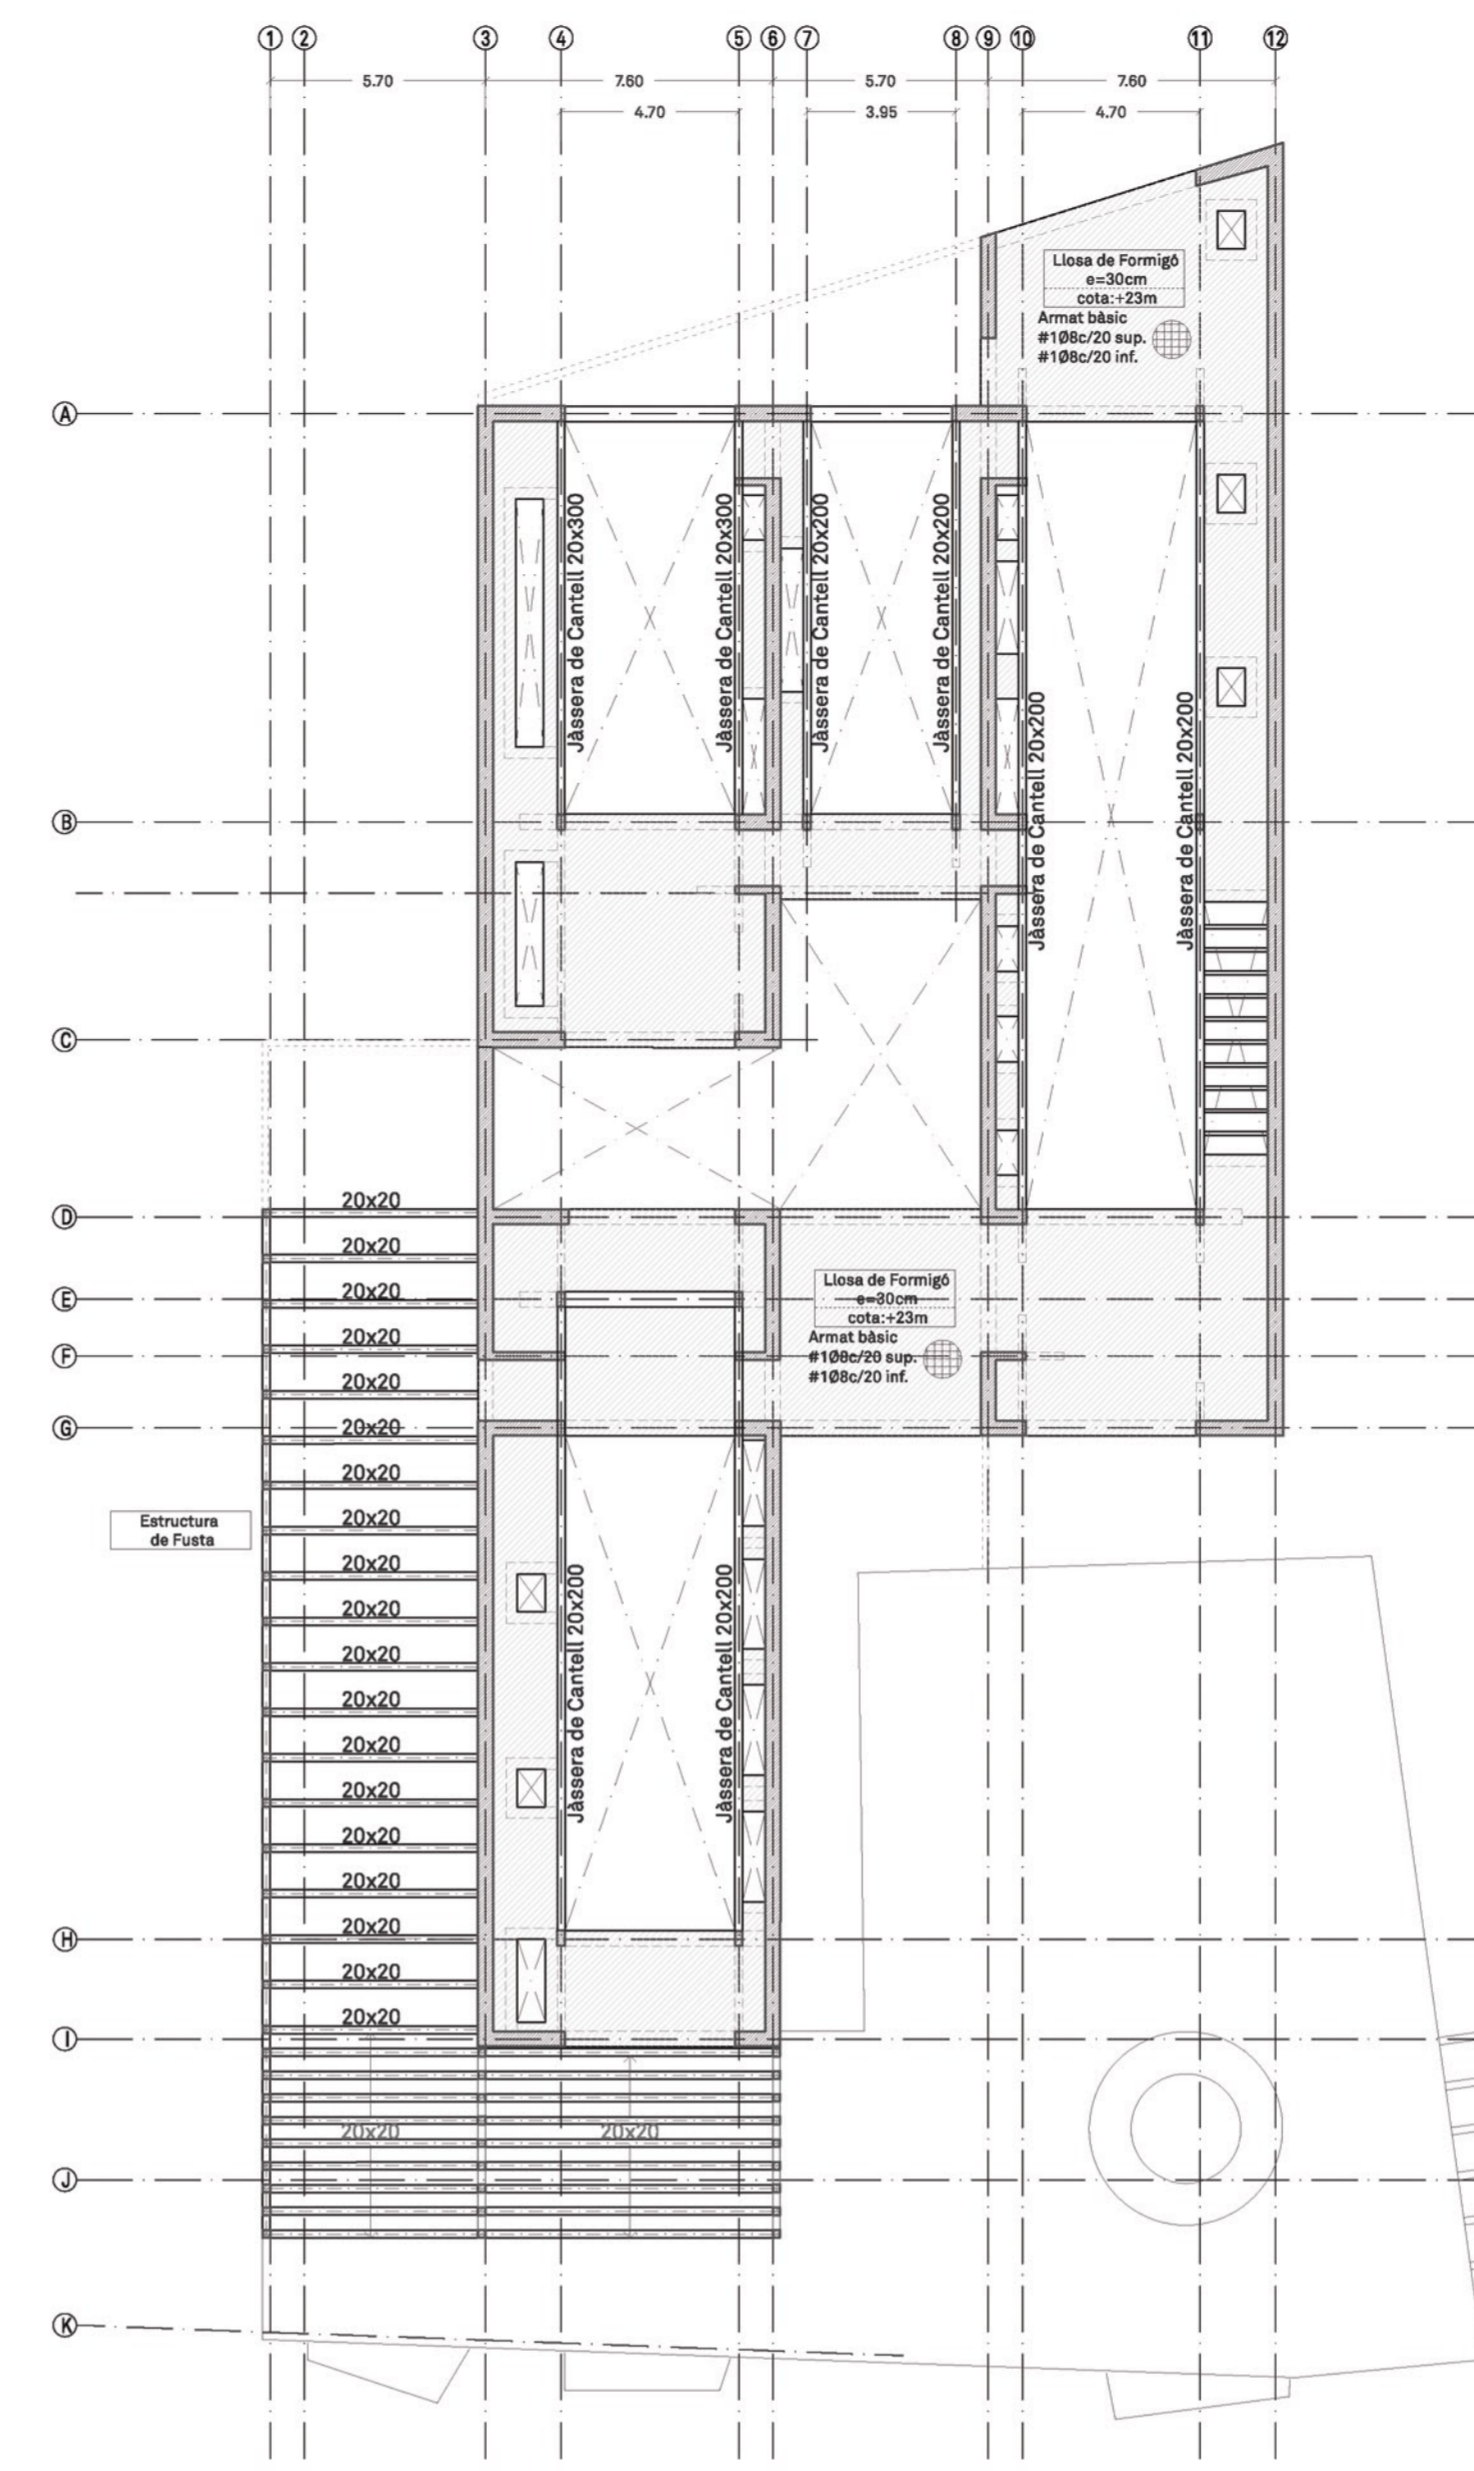 1 2 3 4 5 6 7 8 9 10 11 12
5.70 7.60 5.70 7.60
4.70 3.95 4.70
Llosa de Formigó
e=30cm
cota:+23m
Armat bàsic
#1Ø8c/20 sup.
#1Ø8c/20 inf.
A
Jàssera de Cantell 20x300
Jàssera de Cantell 20x300
Jàssera de Cantell 20x200
Jàssera de Cantell 20x200
Jàssera de Cantell 20x200
Jàssera de Cantell 20x200
B
C
20x20
D
20x20
Llosa de Formigó
e=30cm
cota:+23m
Armat bàsic
#1Ø8c/20 sup.
#1Ø8c/20 inf.
20x20
E
20x20
F
20x20
20x20
G
20x20
20x20
Estructura
de Fusta
20x20
20x20
20x20
20x20
20x20
20x20
20x20
20x20
20x20
20x20
20x20
Jàssera de Cantell 20x200
Jàssera de Cantell 20x200
H
I
20x20 20x20
J
K